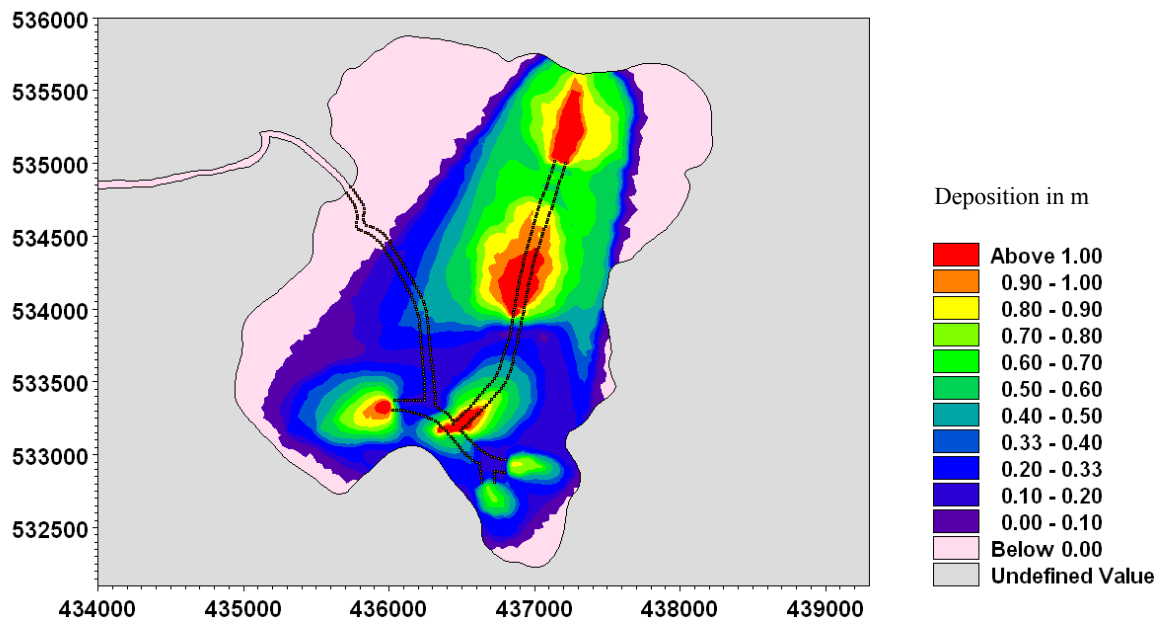 536000
535500
535000
534500
534000
533500
533000
532500
434000 435000 436000 437000 438000 439000
Deposition in m
Above 1.00
0.90 - 1.00
0.80 - 0.90
0.70 - 0.80
0.60 - 0.70
0.50 - 0.60
0.40 - 0.50
0.33 - 0.40
0.20 - 0.33
0.10 - 0.20
0.00 - 0.10
Below 0.00
Undefined Value